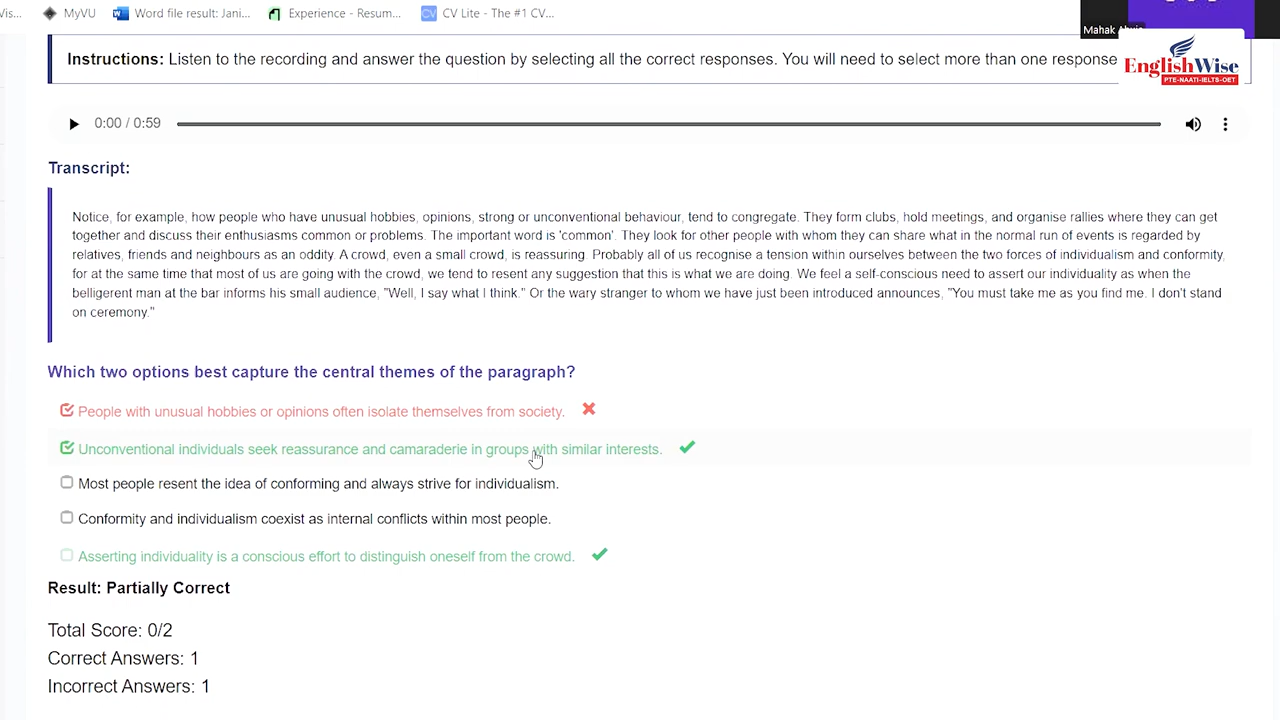 Vis...
MyVU
Word file result: Jani...
Experience - Resum...
CV Lite - The #1 CV...
Mahak
Instructions: Listen to the recording and answer the question by selecting all the correct responses. You will need to select more than one response
EnglishWise
PTE-NAATI-IELTS-OET
0:00 / 0:59
Transcript:
Notice, for example, how people who have unusual hobbies, opinions, strong or unconventional behaviour, tend to congregate. They form clubs, hold meetings, and organise rallies where they can get
together and discuss their enthusiasms common or problems. The important word is 'common'. They look for other people with whom they can share what in the normal run of events is regarded by
relatives, friends and neighbours as an oddity. A crowd, even a small crowd, is reassuring. Probably all of us recognise a tension within ourselves between the two forces of individualism and conformity,
for at the same time that most of us are going with the crowd, we tend to resent any suggestion that this is what we are doing. We feel a self-conscious need to assert our individuality as when the
belligerent man at the bar informs his small audience, "Well, I say what I think." Or the wary stranger to whom we have just been introduced announces, "You must take me as you find me. I don't stand
on ceremony."
Which two options best capture the central themes of the paragraph?
People with unusual hobbies or opinions often isolate themselves from society.
Unconventional individuals seek reassurance and camaraderie in groups with similar interests.
Most people resent the idea of conforming and always strive for individualism.
Conformity and individualism coexist as internal conflicts within most people.
Asserting individuality is a conscious effort to distinguish oneself from the crowd.
Result: Partially Correct
Total Score: 0/2
Correct Answers: 1
Incorrect Answers: 1